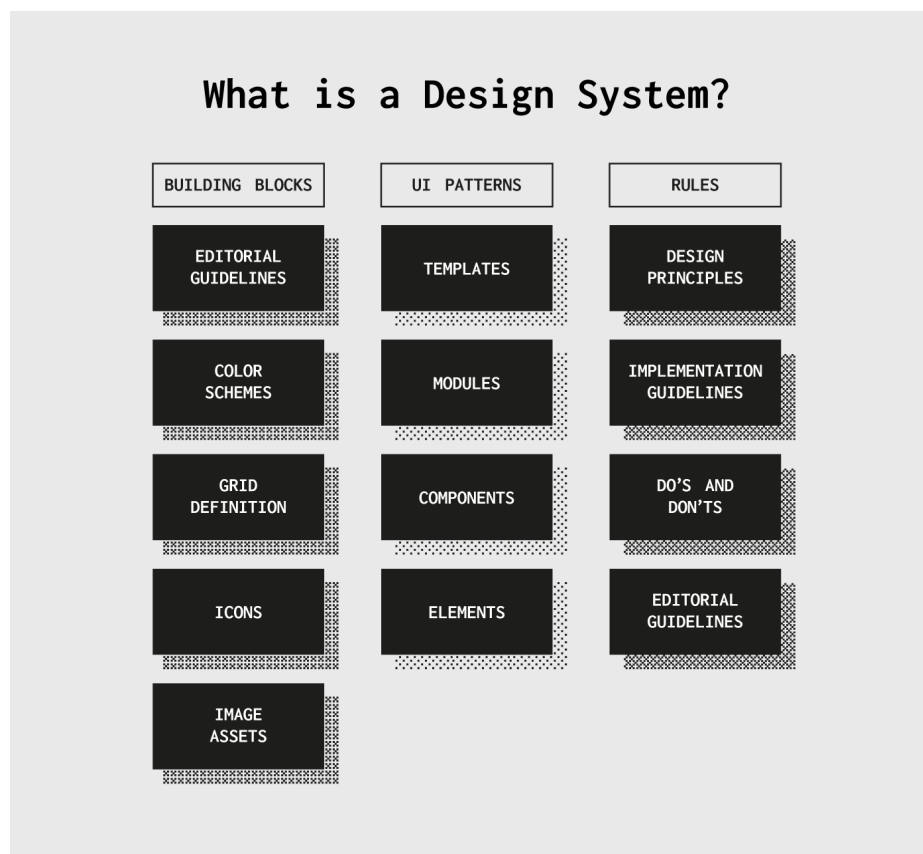 What is a Design System?
BUILDING BLOCKS
EDITORIAL
GUIDELINES
COLOR
SCHEMES
GRID
DEFINITION
ICONS
IMAGE
ASSETS
UI PATTERNS
TEMPLATES
MODULES
COMPONENTS
ELEMENTS
RULES
DESIGN
PRINCIPLES
IMPLEMENTATION
GUIDELINES
DO’S AND
DON’TS
EDITORIAL
GUIDELINES